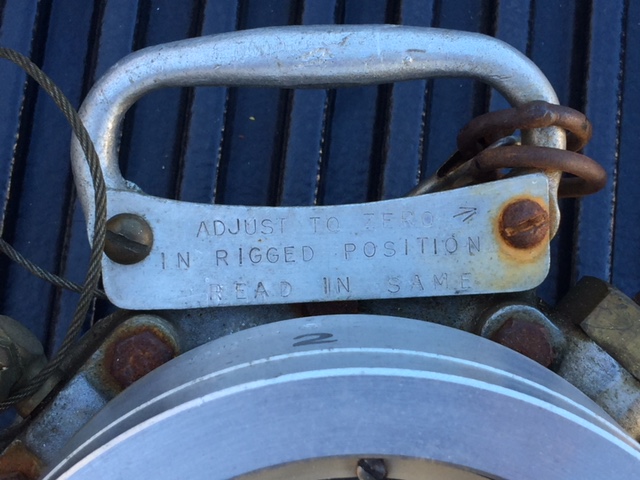 ADJUST TO ZERO
IN RIGGED POSITION
READ IN SAME
2